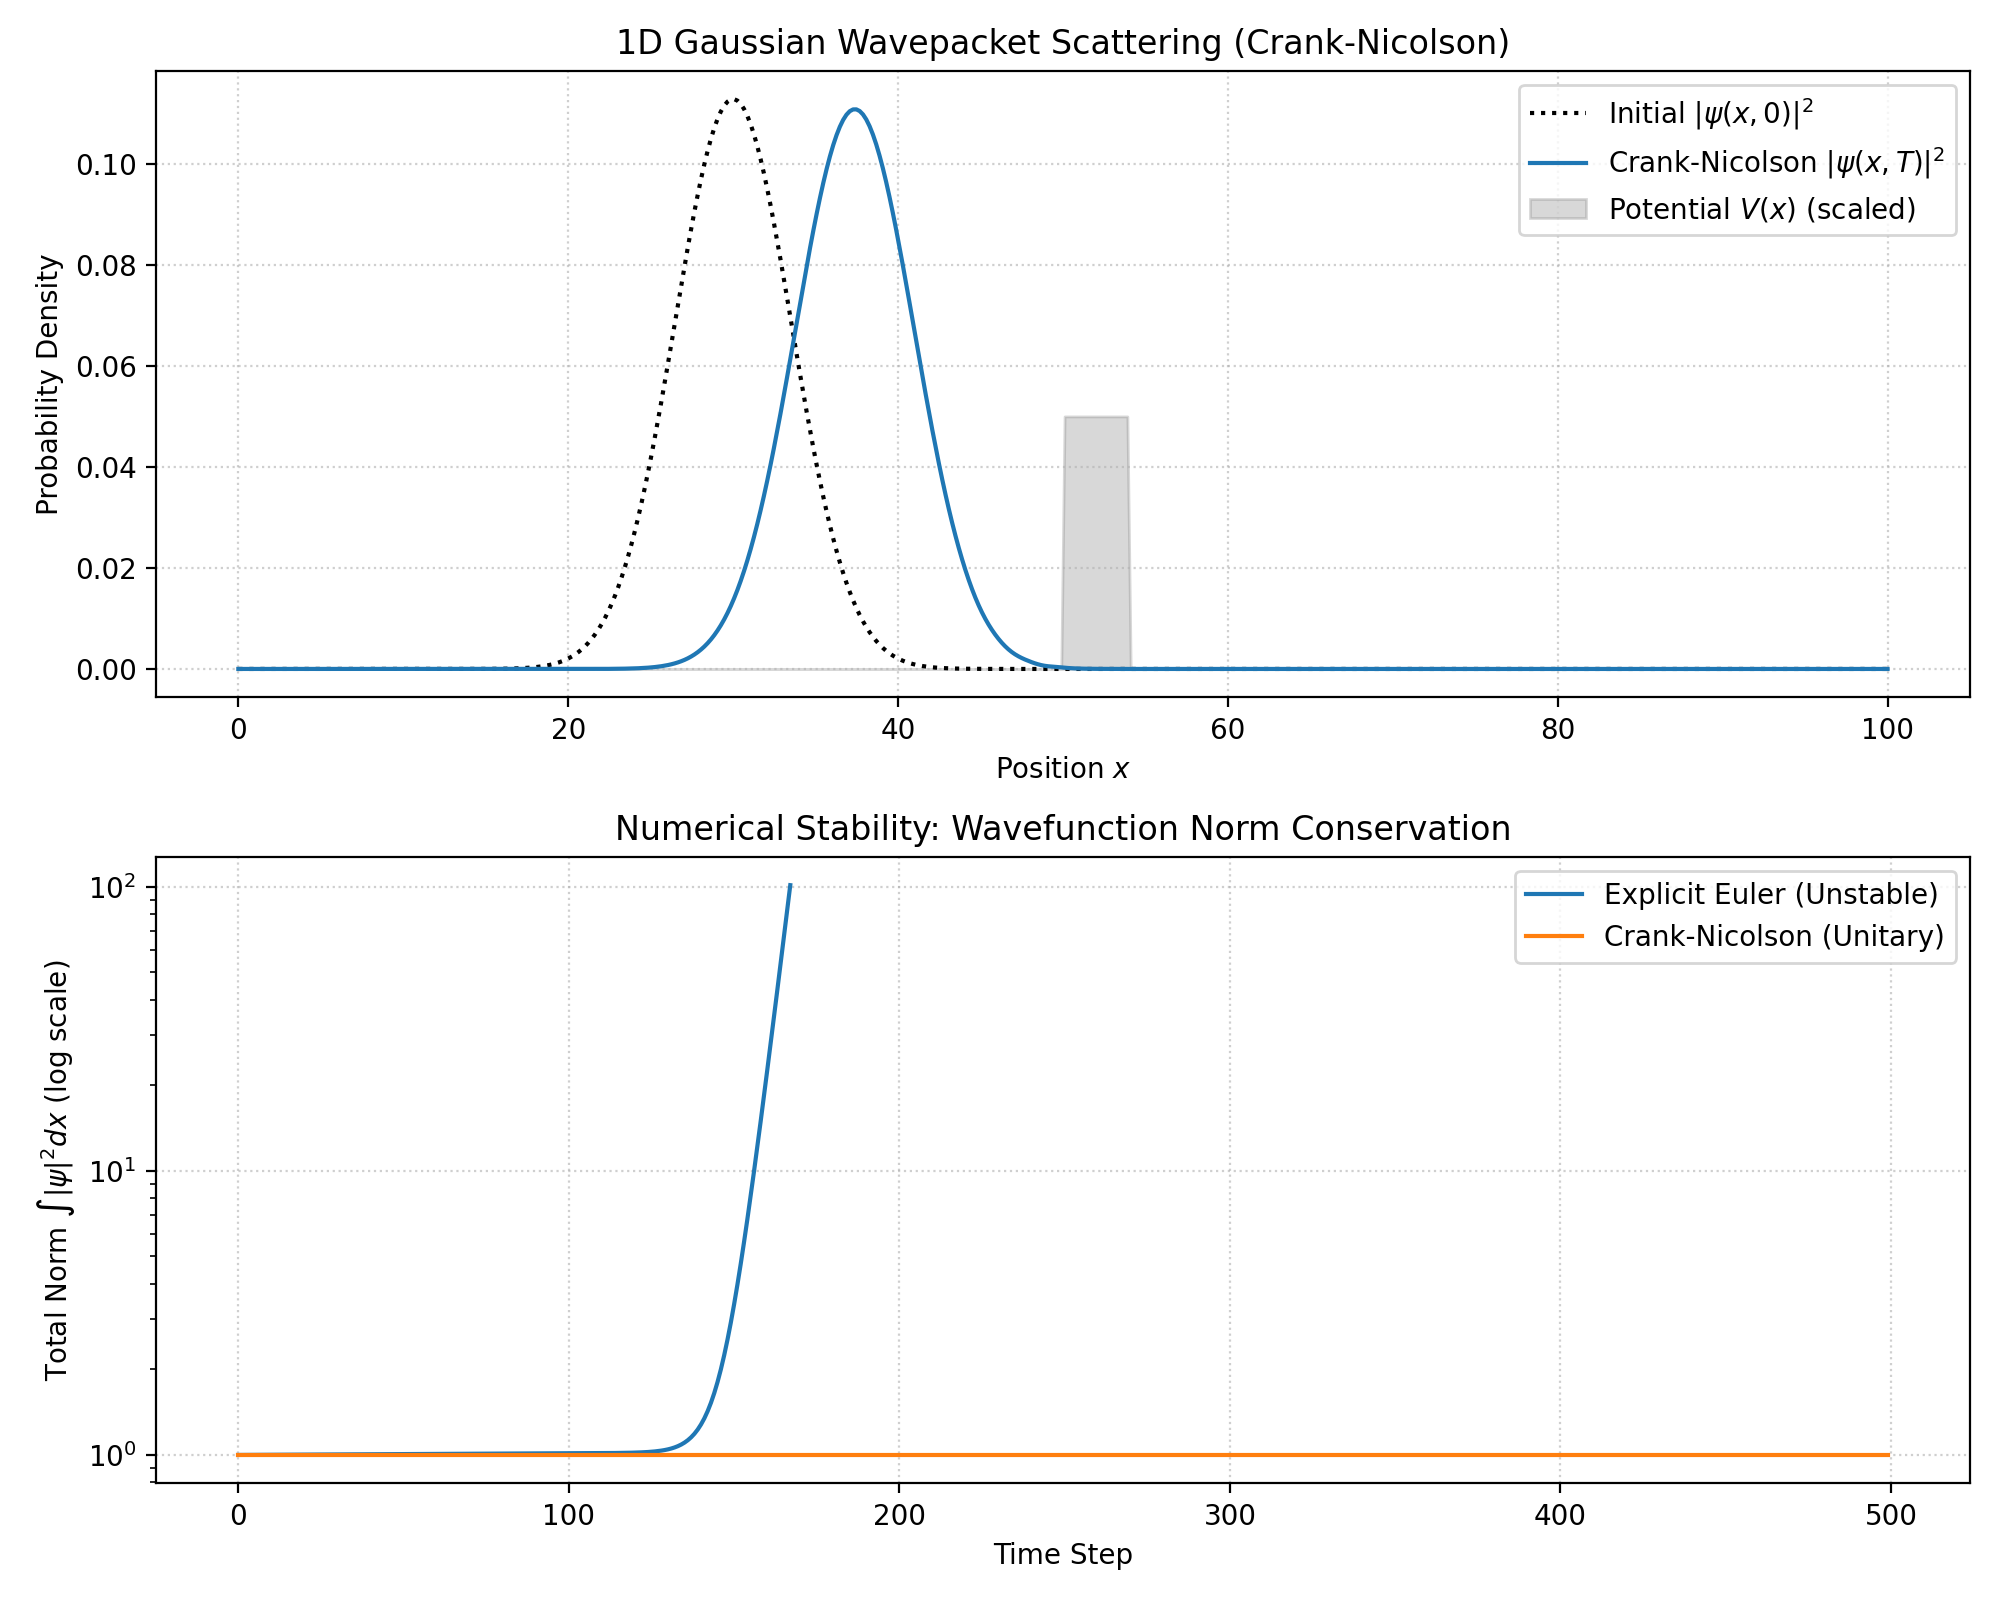 1D Gaussian Wavepacket Scattering (Crank-Nicolson)
Initial |ψ(x, 0)|²
Crank-Nicolson |ψ(x, T)|²
Potential V(x) (scaled)
Probability Density
0.10
0.08
0.06
0.04
0.02
0.00
0 20 40 60 80 100
Position x
Numerical Stability: Wavefunction Norm Conservation
Explicit Euler (Unstable)
Crank-Nicolson (Unitary)
Total Norm ∫|ψ|²dx (log scale)
10²
10¹
10⁰
0 100 200 300 400 500
Time Step